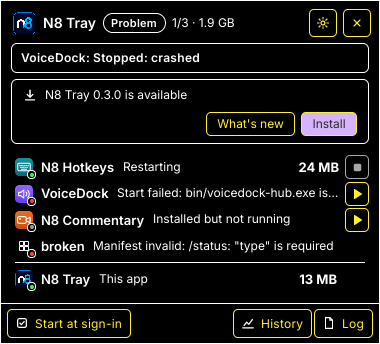 n8 N8 Tray Problem 1/3 · 1.9 GB
VoiceDock: Stopped: crashed
N8 Tray 0.3.0 is available
What's new Install
N8 Hotkeys Restarting 24 MB
VoiceDock Start failed: bin/voicedock-hub.exe is...
N8 Commentary Installed but not running
broken Manifest invalid: /status: "type" is required
n8 N8 Tray This app 13 MB
Start at sign-in History Log